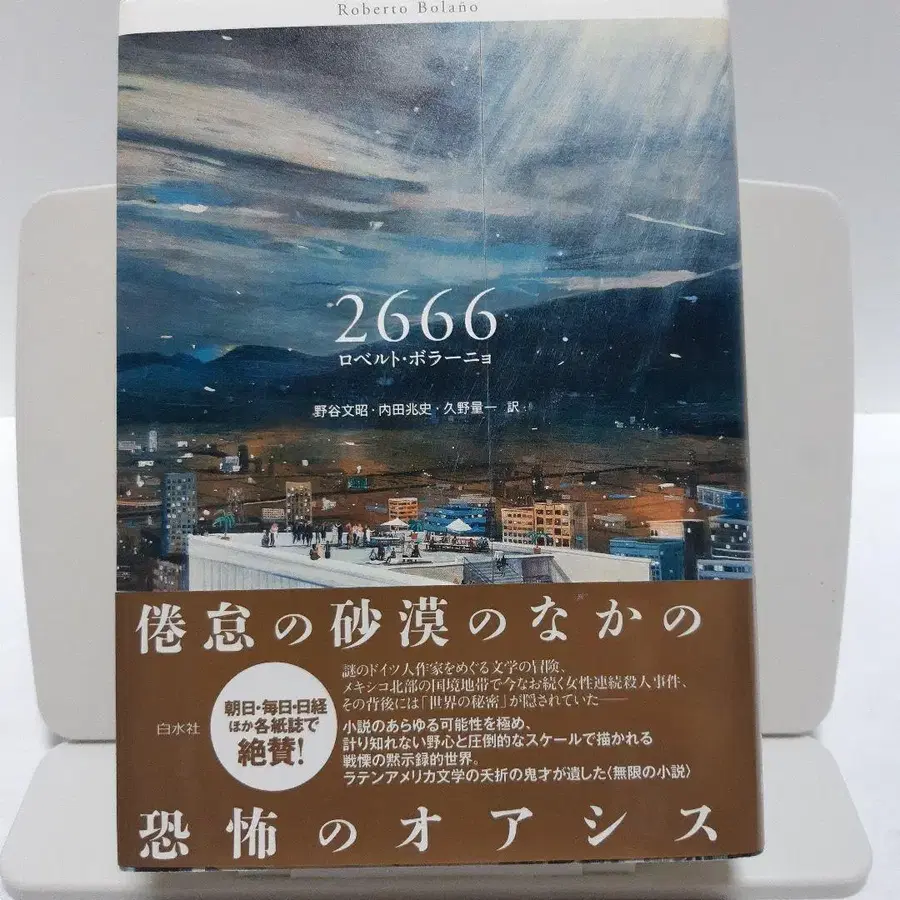 Roberto Bolaño
2666
ロベルト・ボラーニョ
野谷文昭・内田兆史・久野量一 訳
倦怠の砂漠のなかの
謎のドイツ人作家をめぐる文学の冒険、
メキシコ北部の国境地帯で今なお続く女性連続殺人事件、
その背後には「世界の秘密」が隠されていた——
白水社
朝日・毎日・日経
ほか各紙誌で
絶賛!
小説のあらゆる可能性を極め、
計り知れない野心と圧倒的なスケールで描かれる
戦慄の黙示録的世界。
ラテンアメリカ文学の夭折の鬼才が遺した〈無限の小説〉
恐怖のオアシス